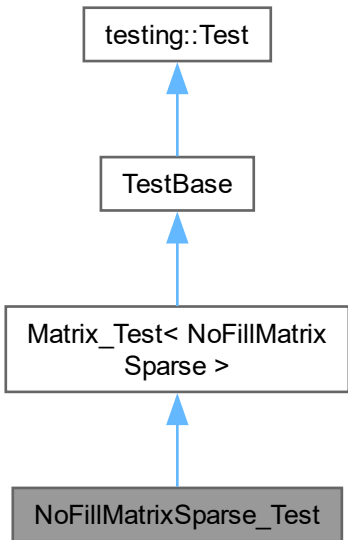 testing::Test
TestBase
Matrix_Test< NoFillMatrix
Sparse >
NoFillMatrixSparse_Test